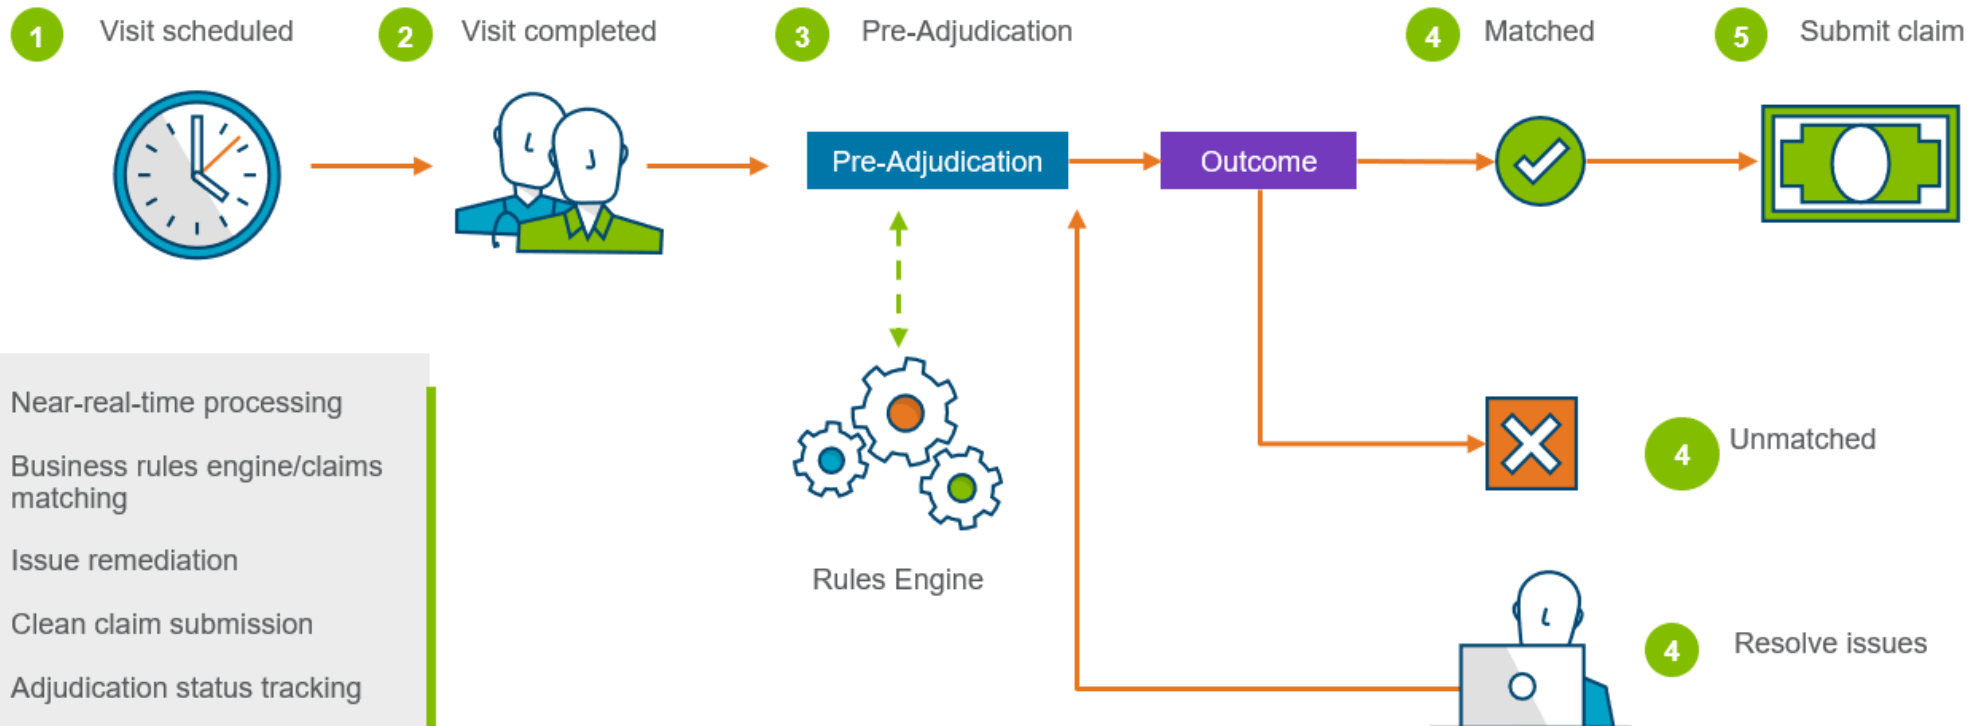 1 Visit scheduled
2 Visit completed
3 Pre-Adjudication
4 Matched
5 Submit claim
Pre-Adjudication
Outcome
Near-real-time processing
Business rules engine/claims
matching
Issue remediation
Clean claim submission
Adjudication status tracking
Rules Engine
4 Unmatched
4 Resolve issues